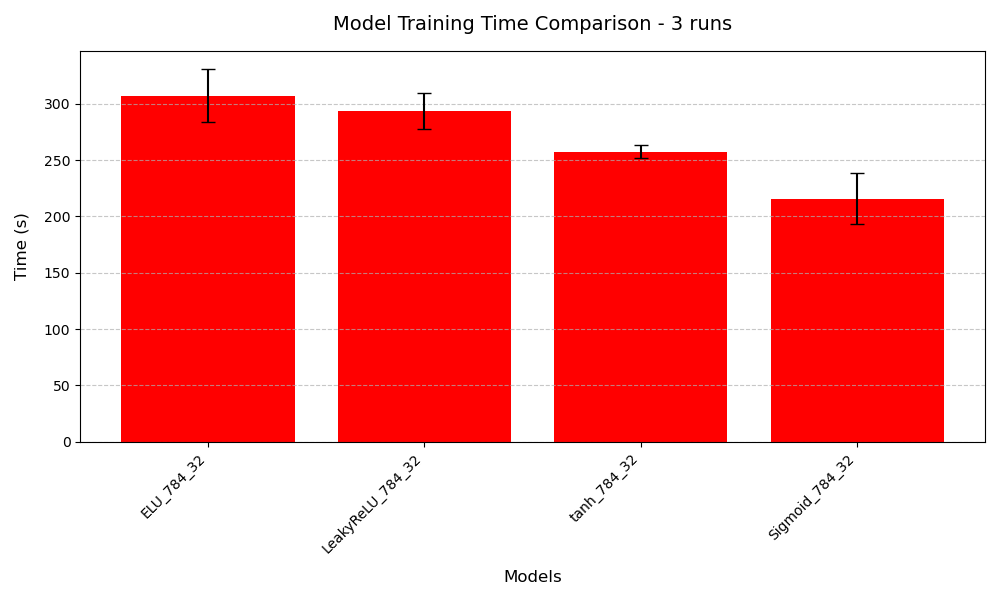 Model Training Time Comparison - 3 runs
Time (s)
300
250
200
150
100
50
0
ELU_784_32
LeakyReLU_784_32
tanh_784_32
Sigmoid_784_32
Models